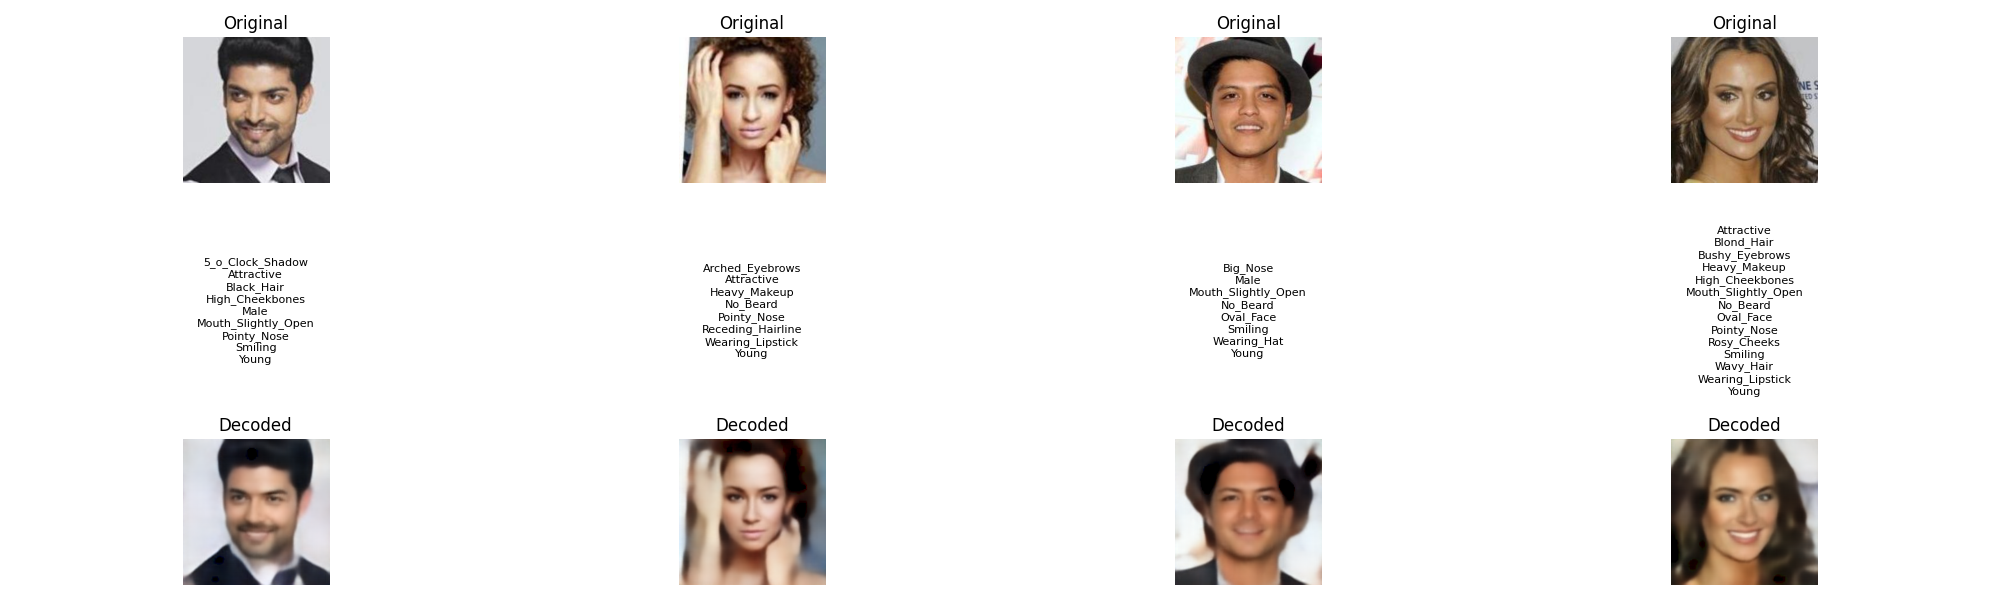 Original
Original
Original
Original
5_o_Clock_Shadow
Attractive
Black_Hair
High_Cheekbones
Male
Mouth_Slightly_Open
Pointy_Nose
Smiling
Young
Arched_Eyebrows
Attractive
Heavy_Makeup
No_Beard
Pointy_Nose
Receding_Hairline
Wearing_Lipstick
Young
Big_Nose
Male
Mouth_Slightly_Open
No_Beard
Oval_Face
Smiling
Wearing_Hat
Young
Attractive
Blond_Hair
Bushy_Eyebrows
Heavy_Makeup
High_Cheekbones
Mouth_Slightly_Open
No_Beard
Oval_Face
Pointy_Nose
Rosy_Cheeks
Smiling
Wavy_Hair
Wearing_Lipstick
Young
Decoded
Decoded
Decoded
Decoded